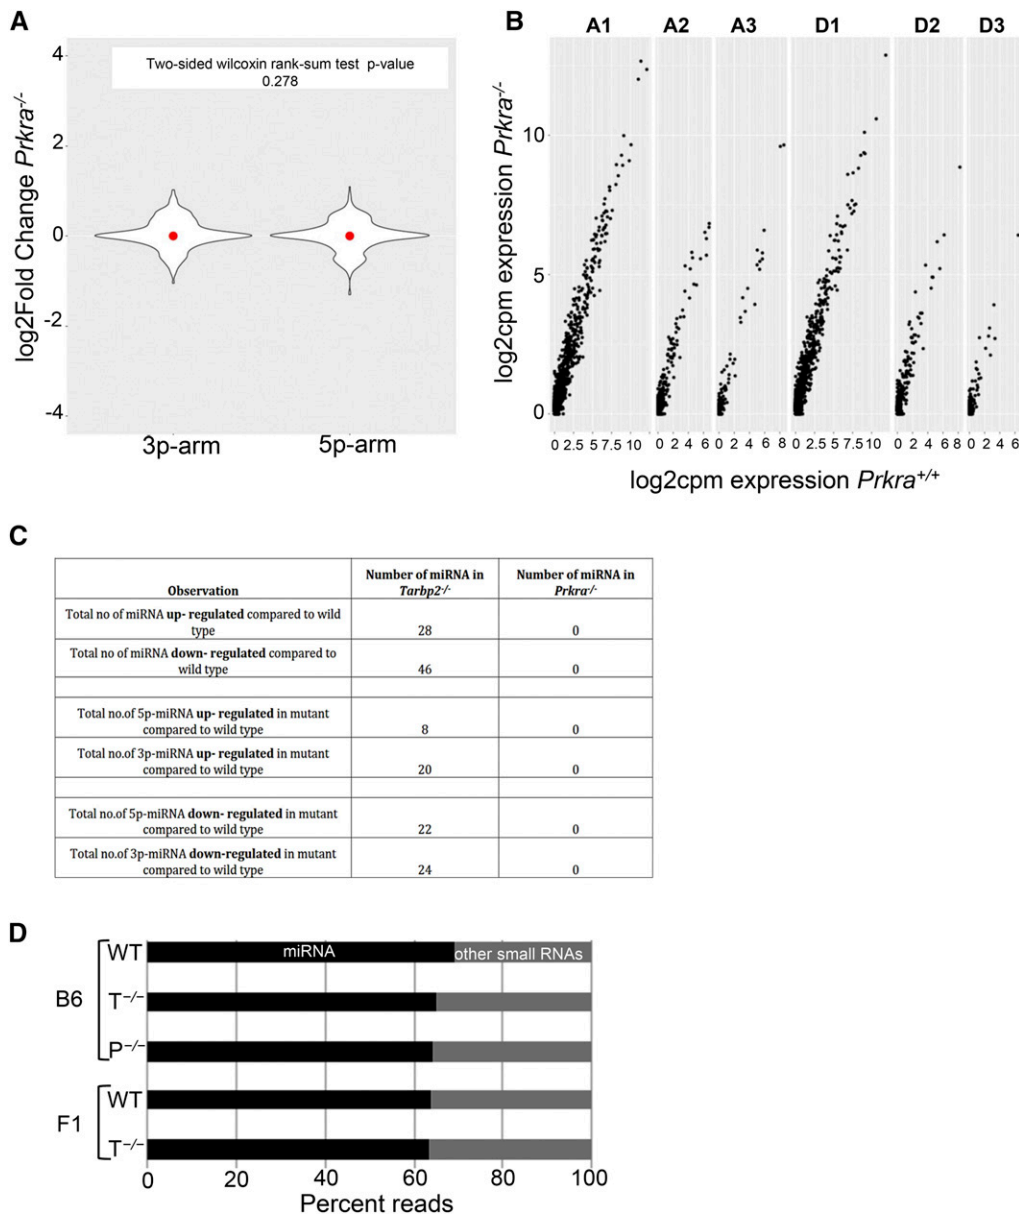 A
log2Fold Change Prkra-/-
4
2
0
-2
-4
Two-sided wilcoxin rank-sum test p-value
0.278
3p-arm 5p-arm
B
A1 A2 A3 D1 D2 D3
log2cpm expression Prkra-/-
10
5
0
0 2.5 5 7.5 10 0 2 4 6 0 2 4 6 8 0 2.5 5 7.5 10 0 2 4 6 8 0 2 4 6
log2cpm expression Prkra+/+
C
Observation
Number of miRNA in
Tarbp2-/-
Number of miRNA in
Prkra-/-
Total no of miRNA up- regulated compared to wild
type
28 0
Total no of miRNA down- regulated compared to
wild type
46 0
Total no.of 5p-miRNA up- regulated in mutant
compared to wild type
8 0
Total no.of 3p-miRNA up- regulated in mutant
compared to wild type
20 0
Total no.of 5p-miRNA down- regulated in mutant
compared to wild type
22 0
Total no.of 3p-miRNA down-regulated in mutant
compared to wild type
24 0
D
B6
WT
miRNA
other small RNAs
T-/-
P-/-
F1
WT
T-/-
0 20 40 60 80 100
Percent reads